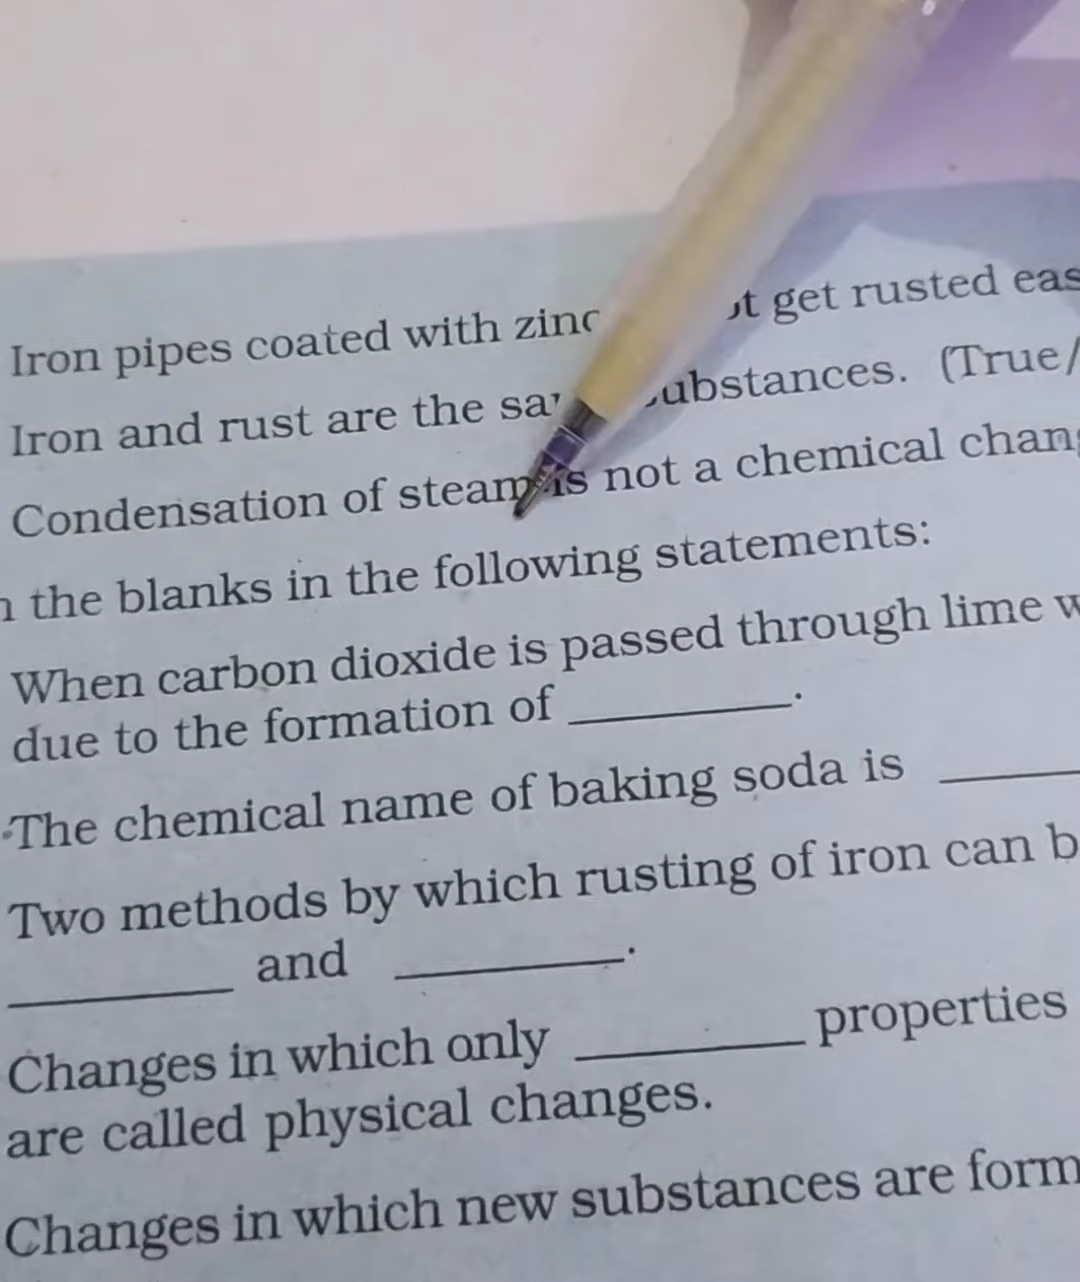 Iron pipes coated with zinc get rusted eas
Iron and rust are the substances. (True/
Condensation of steam is not a chemical chang
n the blanks in the following statements:
When carbon dioxide is passed through lime w
due to the formation of ________.
The chemical name of baking soda is ________
Two methods by which rusting of iron can b
________ and ________.
Changes in which only ________ properties
are called physical changes.
Changes in which new substances are form